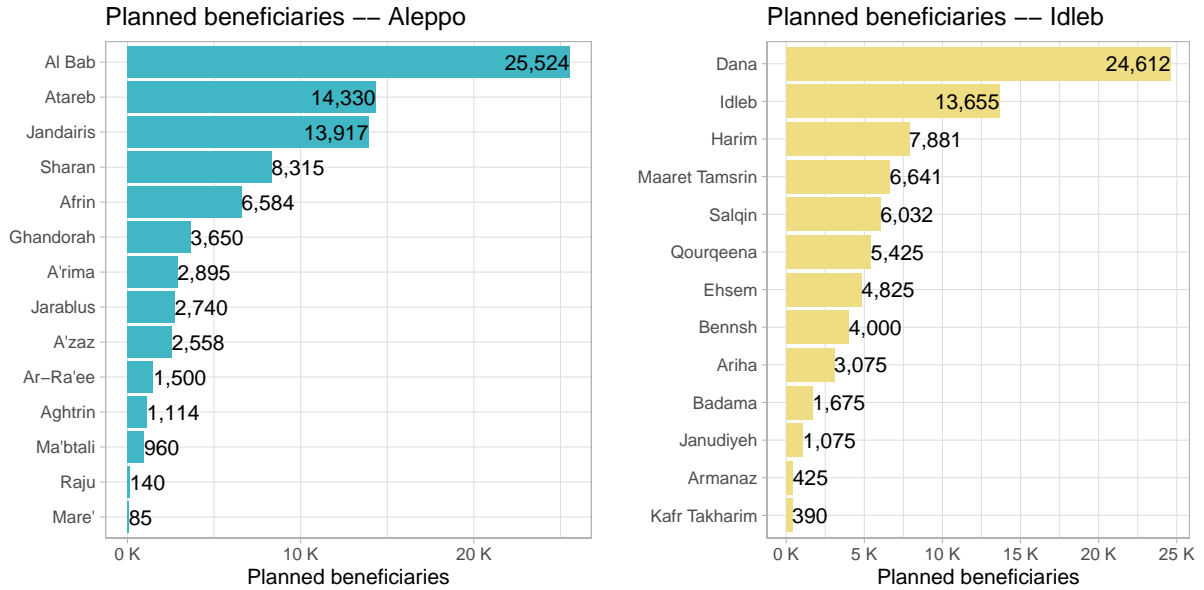 Planned beneficiaries −− Aleppo
Al Bab 25,524
Atareb 14,330
Jandairis 13,917
Sharan 8,315
Afrin 6,584
Ghandorah 3,650
A'rima 2,895
Jarablus 2,740
A'zaz 2,558
Ar−Ra'ee 1,500
Aghtrin 1,114
Ma'btali 960
Raju 140
Mare' 85
0 K 10 K 20 K
Planned beneficiaries
Planned beneficiaries −− Idleb
Dana 24,612
Idleb 13,655
Harim 7,881
Maaret Tamsrin 6,641
Salqin 6,032
Qourqeena 5,425
Ehsem 4,825
Bennsh 4,000
Ariha 3,075
Badama 1,675
Janudiyeh 1,075
Armanaz 425
Kafr Takharim 390
0 K 5 K 10 K 15 K 20 K 25 K
Planned beneficiaries